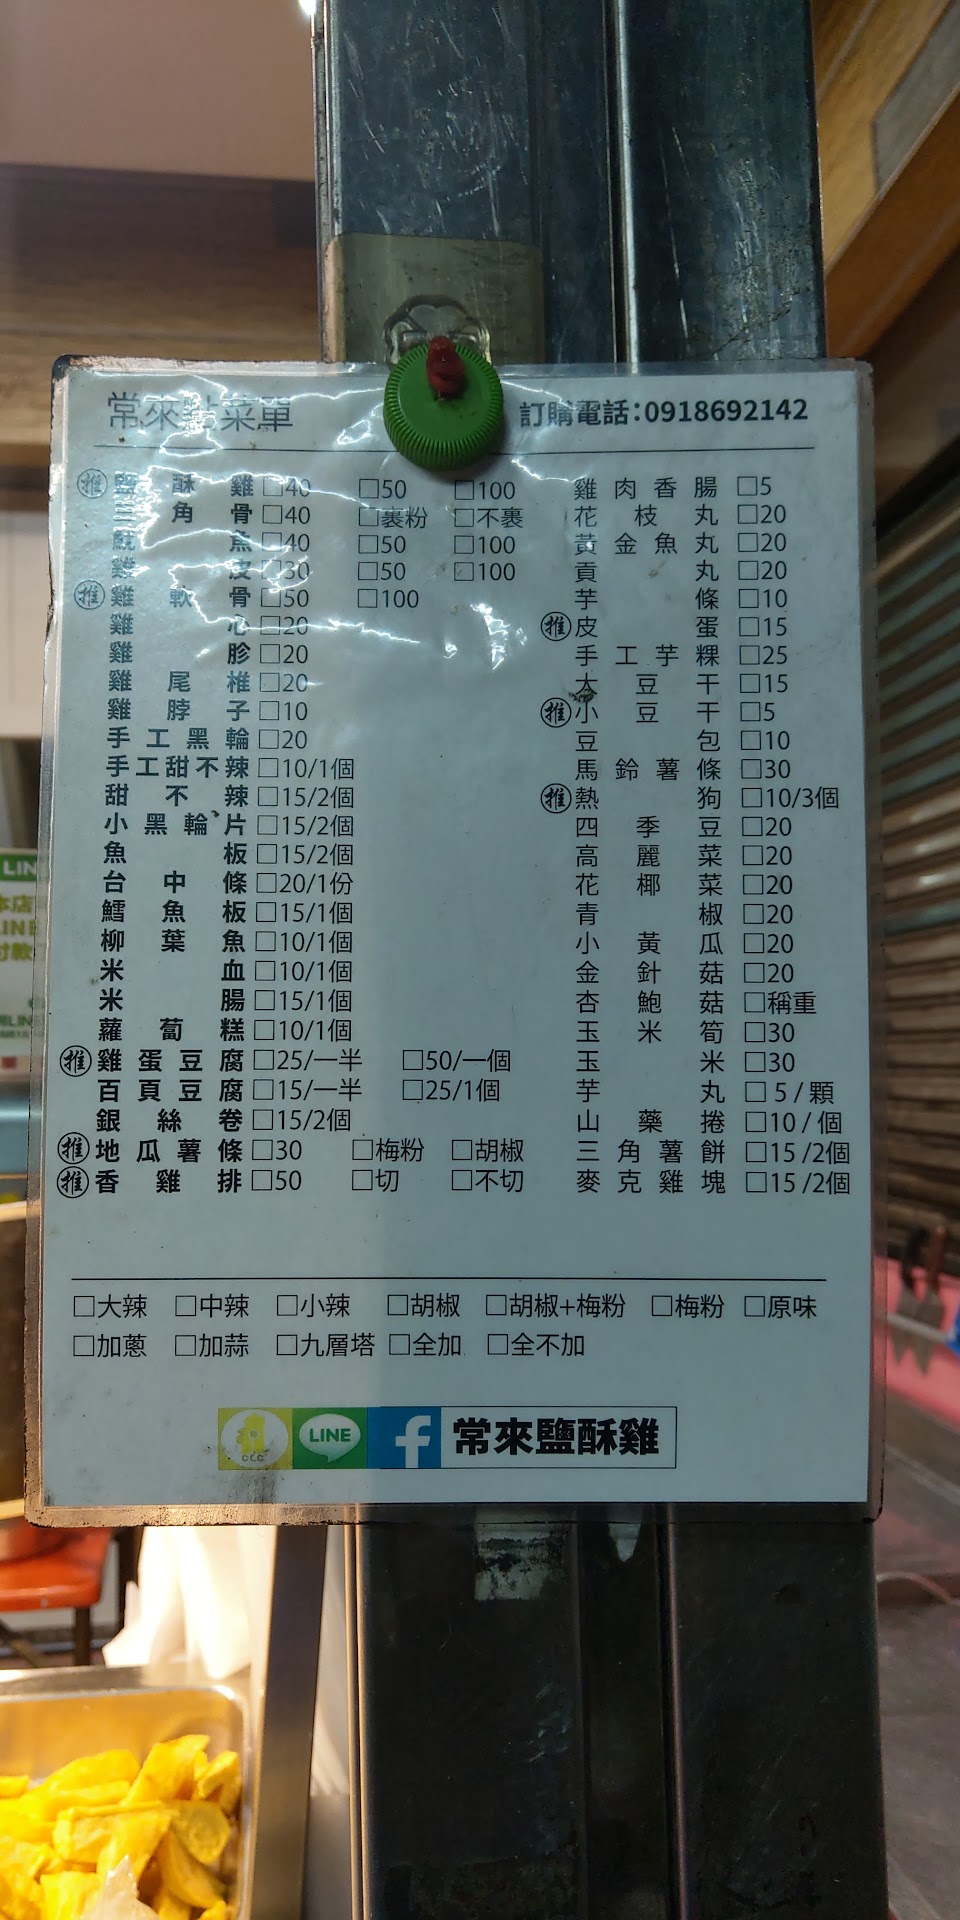 常來點菜單
訂購電話:0918692142
推 鹽酥雞 □40 □50 □100
三角骨 □40 □裹粉 □不裹
魷魚 □40 □50 □100
雞皮 □30 □50 □100
推 雞軟骨 □50 □100
雞心 □20
雞胗 □20
雞尾椎 □20
雞脖子 □10
手工黑輪 □20
手工甜不辣 □10/1個
甜不辣 □15/2個
小黑輪片 □15/2個
魚板 □15/2個
台中條 □20/1份
鱈魚板 □15/1個
柳葉魚 □10/1個
米血 □10/1個
米腸 □15/1個
蘿蔔糕 □10/1個
推 雞蛋豆腐 □25/一半 □50/一個
百頁豆腐 □15/一半 □25/1個
銀絲卷 □15/2個
推 地瓜薯條 □30 □梅粉 □胡椒
推 香雞排 □50 □切 □不切
雞肉香腸 □5
花枝丸 □20
黃金魚丸 □20
貢丸 □20
芋條 □10
推 皮蛋 □15
手工芋粿 □25
大豆干 □15
推 小豆干 □5
豆包 □10
馬鈴薯條 □30
推 熱狗 □10/3個
四季豆 □20
高麗菜 □20
花椰菜 □20
青椒 □20
小黃瓜 □20
金針菇 □20
杏鮑菇 □稱重
玉米筍 □30
玉米 □30
芋丸 □5/顆
山藥捲 □10/個
三角薯餅 □15/2個
麥克雞塊 □15/2個
□大辣 □中辣 □小辣 □胡椒 □胡椒+梅粉 □梅粉 □原味
□加蔥 □加蒜 □九層塔 □全加 □全不加
CLC LINE f 常來鹽酥雞
LIN
本店